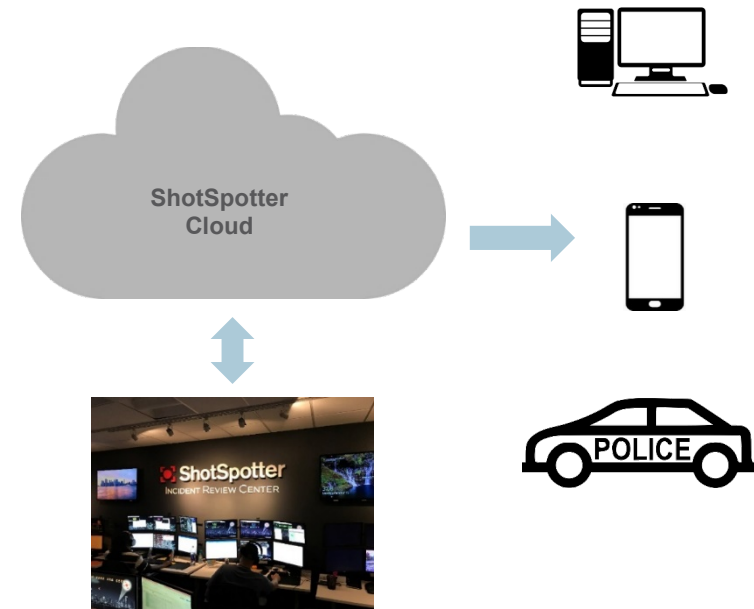 ShotSpotter
Cloud
ShotSpotter
INCIDENT REVIEW CENTER
POLICE